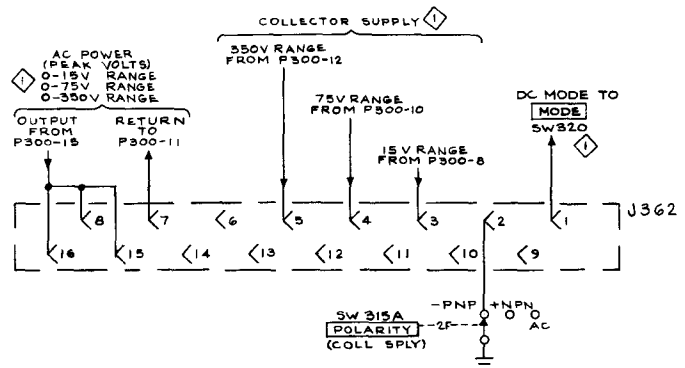 COLLECTOR SUPPLY 1
350V RANGE
FROM P300-12
AC POWER
(PEAK VOLTS)
1 0-15V RANGE
0-75V RANGE
0-350V RANGE
75V RANGE
FROM P300-10
DC MODE TO
MODE
SW320
1
OUTPUT
FROM
P300-15
RETURN
TO
P300-11
15 V RANGE
FROM P300-8
J362
8 7 6 5 4 3 2 1
16 15 14 13 12 11 10 9
-PNP +NPN
AC
SW 315A
POLARITY -2F-
(COLL SPLY)